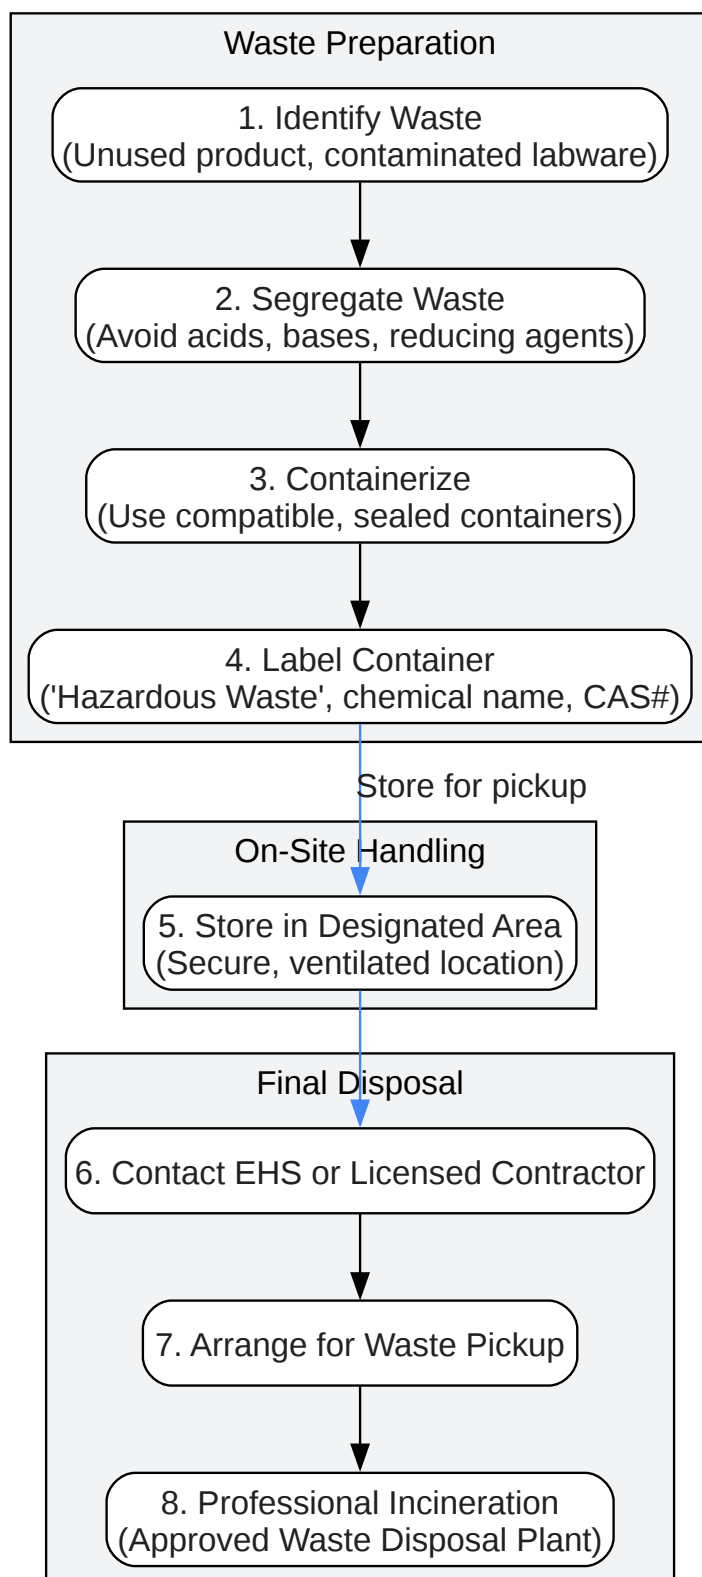 Waste Preparation
1. Identify Waste
(Unused product, contaminated labware)
2. Segregate Waste
(Avoid acids, bases, reducing agents)
3. Containerize
(Use compatible, sealed containers)
4. Label Container
('Hazardous Waste', chemical name, CAS#)
Store for pickup
On-Site Handling
5. Store in Designated Area
(Secure, ventilated location)
Final Disposal
6. Contact EHS or Licensed Contractor
7. Arrange for Waste Pickup
8. Professional Incineration
(Approved Waste Disposal Plant)